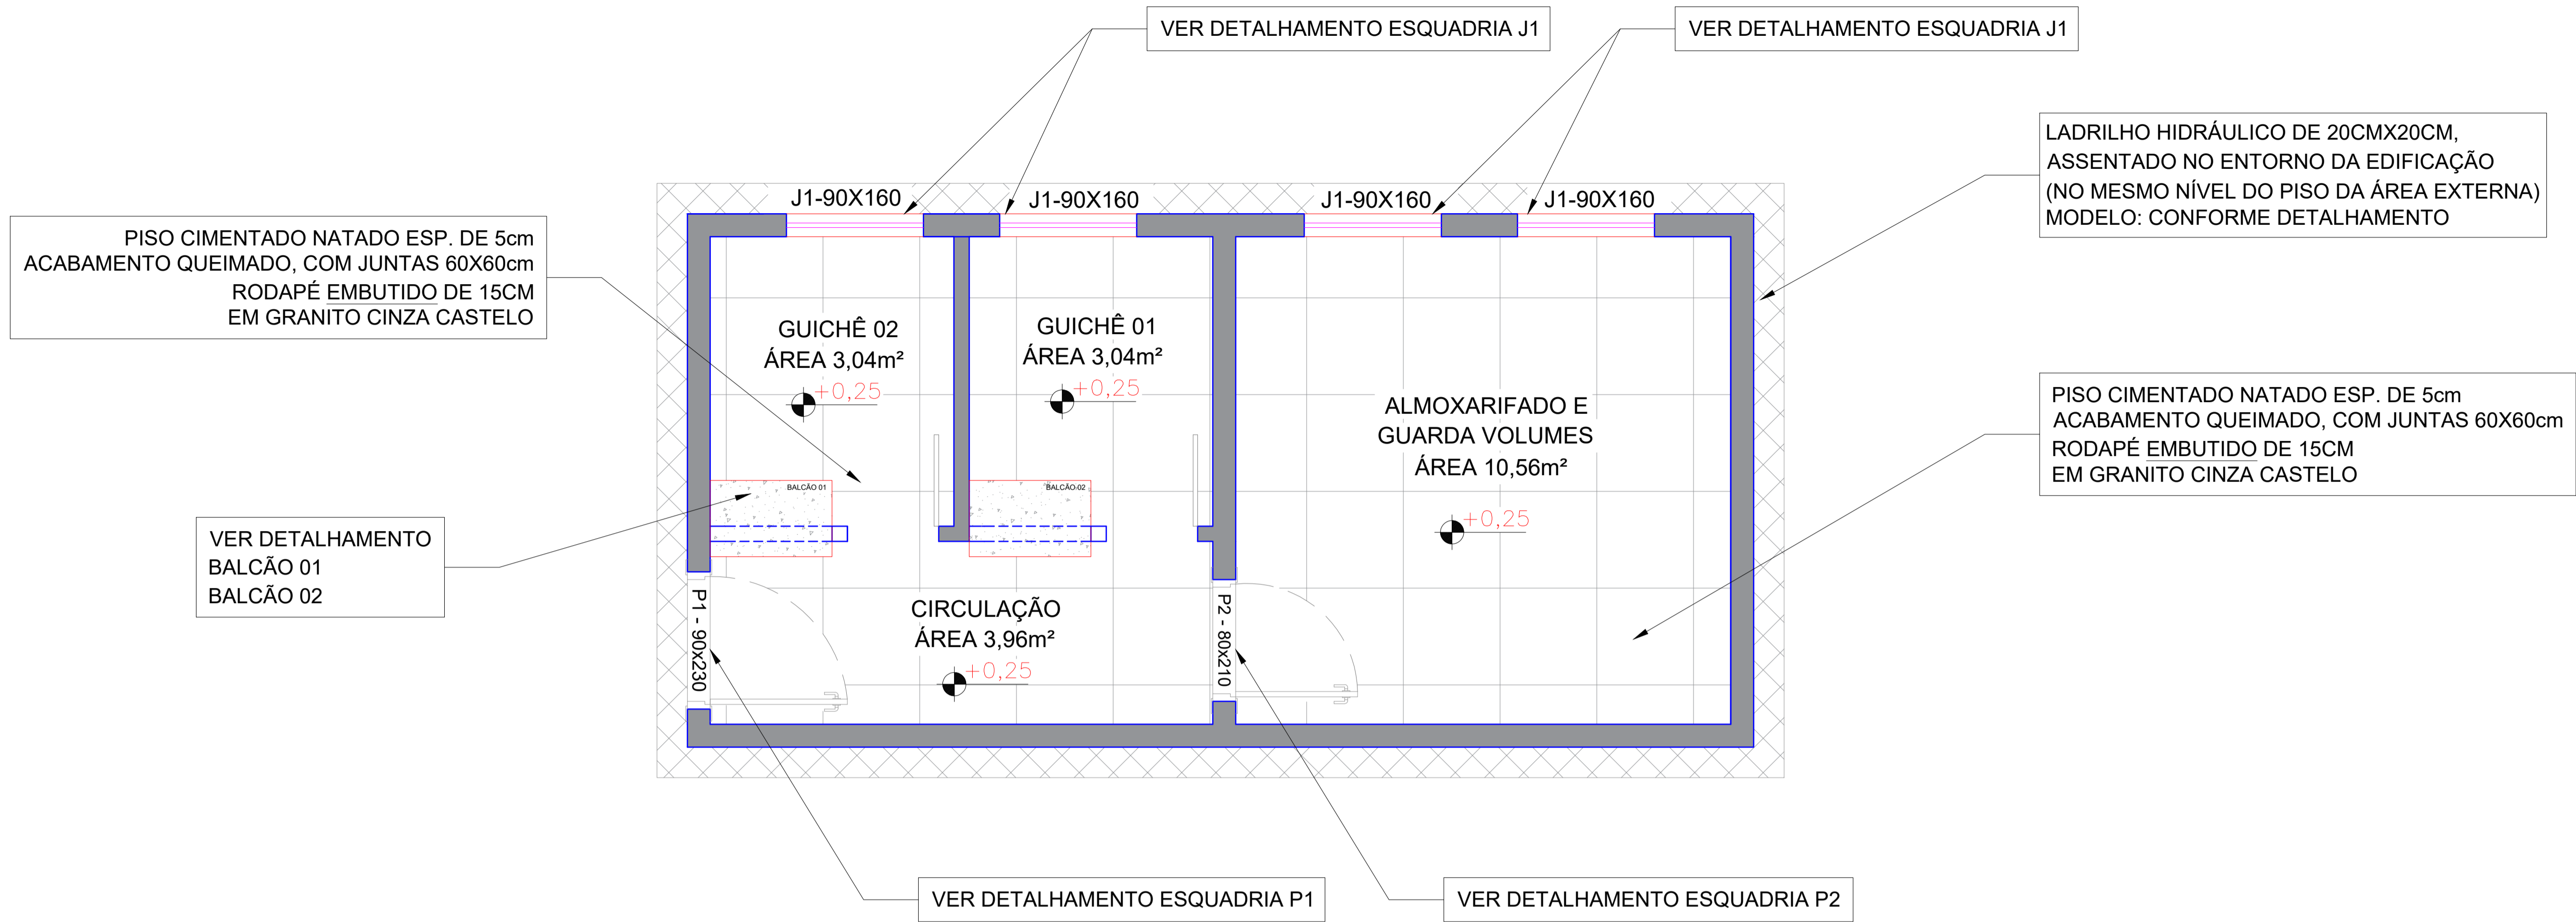 VER DETALHAMENTO ESQUADRIA J1
VER DETALHAMENTO ESQUADRIA J1
LADRILHO HIDRÁULICO DE 20CMX20CM,
ASSENTADO NO ENTORNO DA EDIFICAÇÃO
(NO MESMO NÍVEL DO PISO DA ÁREA EXTERNA)
MODELO: CONFORME DETALHAMENTO
J1-90X160
J1-90X160
J1-90X160
J1-90X160
PISO CIMENTADO NATADO ESP. DE 5cm
ACABAMENTO QUEIMADO, COM JUNTAS 60X60cm
RODAPÉ EMBUTIDO DE 15CM
EM GRANITO CINZA CASTELO
GUICHÊ 02
ÁREA 3,04m²
+0,25
GUICHÊ 01
ÁREA 3,04m²
+0,25
ALMOXARIFADO E
GUARDA VOLUMES
ÁREA 10,56m²
+0,25
PISO CIMENTADO NATADO ESP. DE 5cm
ACABAMENTO QUEIMADO, COM JUNTAS 60X60cm
RODAPÉ EMBUTIDO DE 15CM
EM GRANITO CINZA CASTELO
BALCÃO 01
BALCÃO-02
VER DETALHAMENTO
BALCÃO 01
BALCÃO 02
P1 - 90x230
CIRCULAÇÃO
ÁREA 3,96m²
+0,25
P2 - 80x210
VER DETALHAMENTO ESQUADRIA P1
VER DETALHAMENTO ESQUADRIA P2